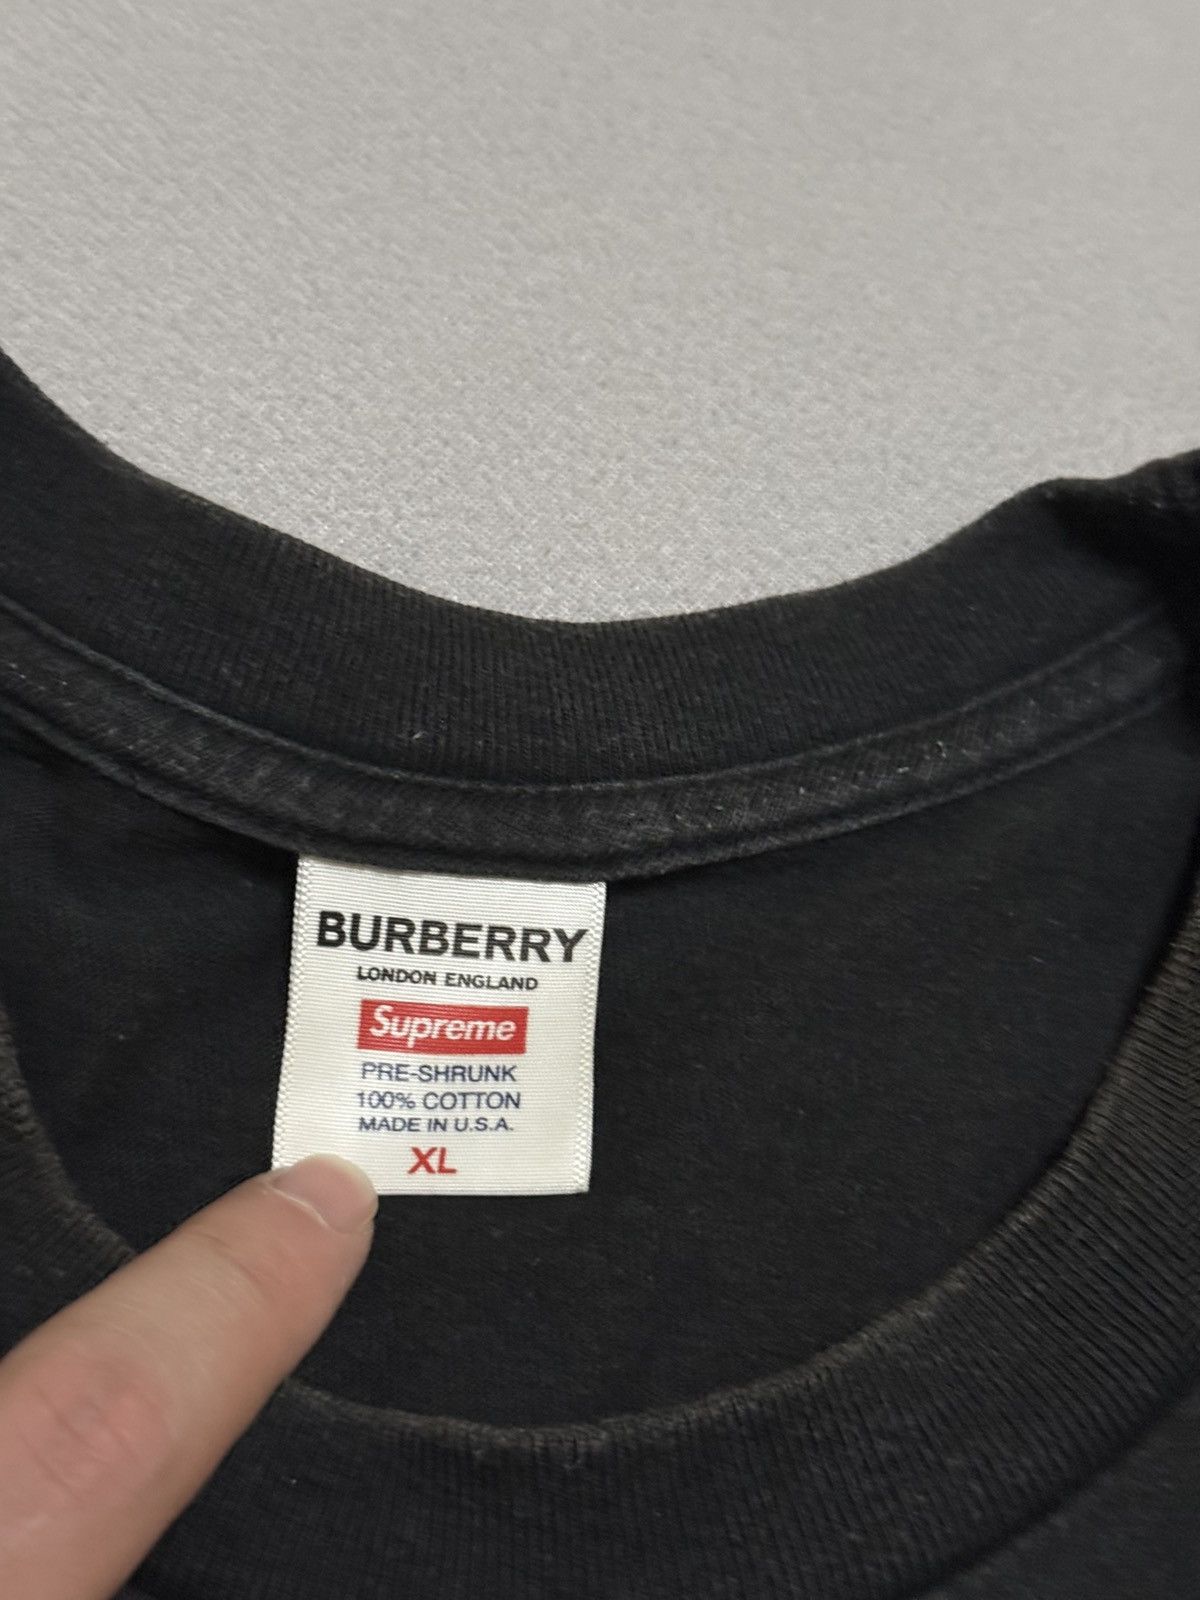 BURBERRY
LONDON ENGLAND
Supreme
PRE-SHRUNK
100% COTTON
MADE IN U.S.A.
XL